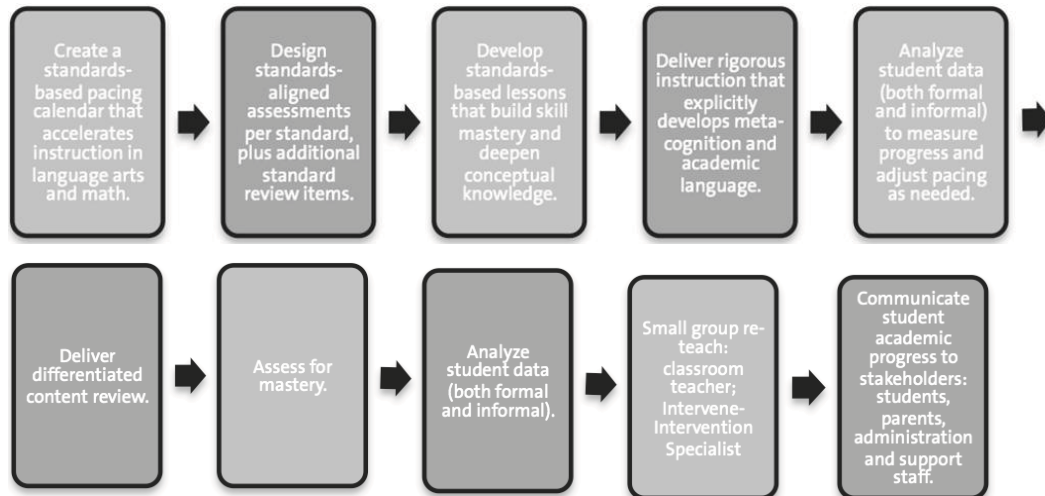 Create a
standards-
based pacing
calendar that
accelerates
instruction in
language arts
and math.
Design
standards-
aligned
assessments
per standard,
plus additional
standard
review items.
Develop
standards-
based lessons
that build skill
mastery and
deepen
conceptual
knowledge.
Deliver rigorous
instruction that
explicitly
develops meta-
cognition and
academic
language.
Analyze
student data
(both formal
and informal)
to measure
progress and
adjust pacing
as needed.
Deliver
differentiated
content review.
Assess for
mastery.
Analyze
student data
(both formal
and informal).
Small group re-
teach:
classroom
teacher;
Intervene-
Intervention
Specialist
Communicate
student
academic
progress to
stakeholders:
students,
parents,
administration
and support
staff.